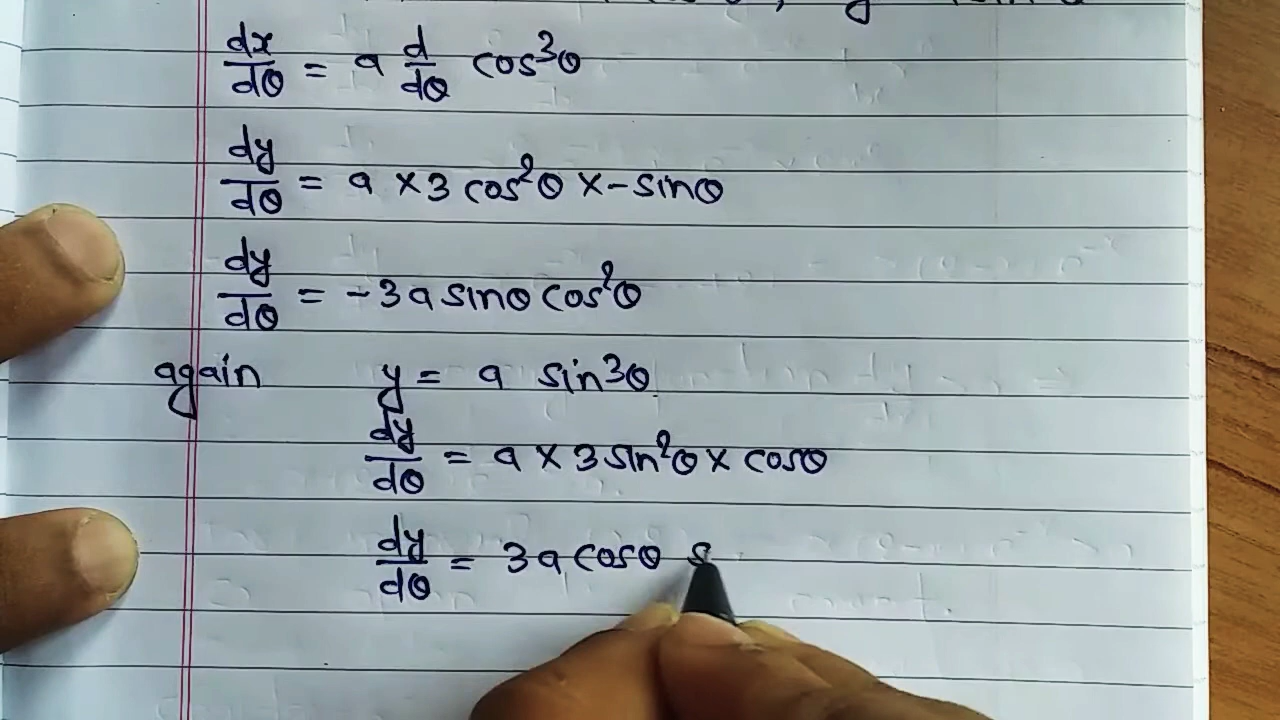 dx/dθ = a d/dθ cos³θ
dy/dθ = a × 3 cos²θ × -sinθ
dy/dθ = -3a sinθ cos²θ
again y = a sin³θ
dy/dθ = a × 3 sin²θ × cosθ
dy/dθ = 3a cosθ s